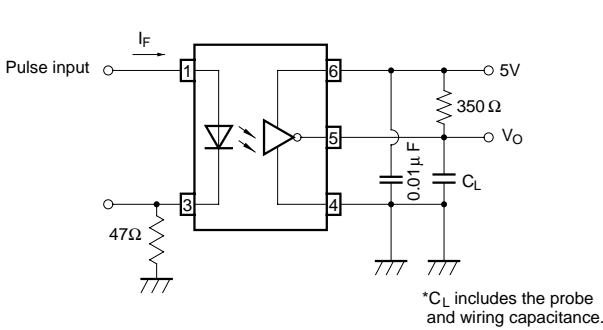 I_F
Pulse input
1
6
5V
350 Ω
5
V_O
0.01 μ F
C_L
3
4
47Ω
*C_L includes the probe
and wiring capacitance.